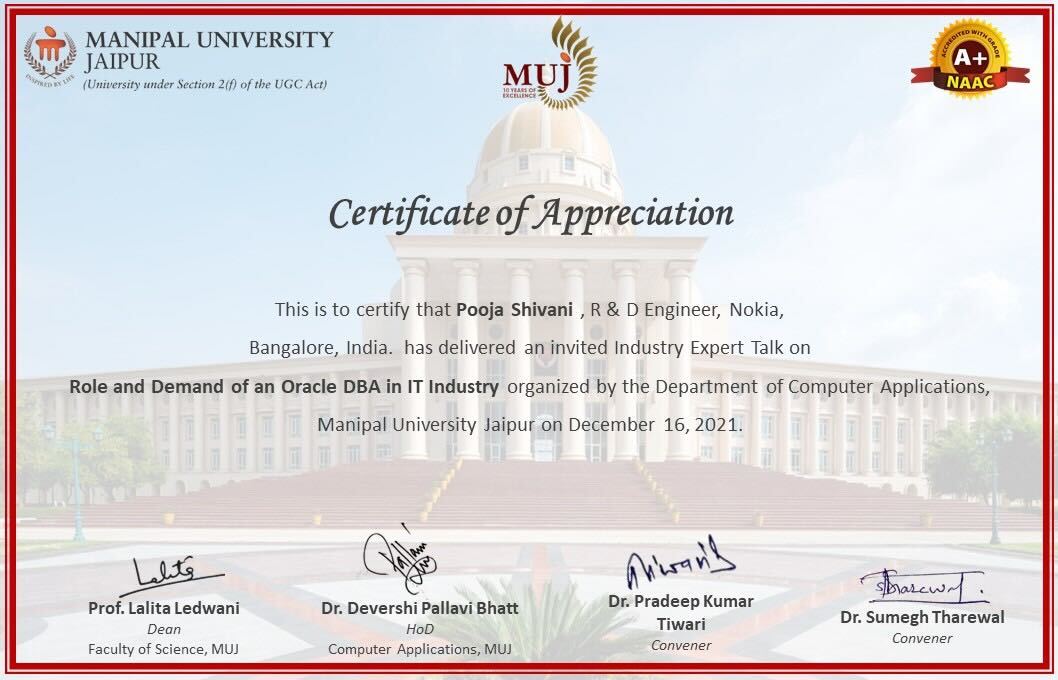 MANIPAL UNIVERSITY
JAIPUR
(University under Section 2(f) of the UGC Act)
INSPIRED BY LIFE
MUJ
10 YEARS OF
EXCELLENCE
ACCREDITED WITH GRADE
A+
NAAC
Certificate of Appreciation
This is to certify that Pooja Shivani , R & D Engineer, Nokia,
Bangalore, India. has delivered an invited Industry Expert Talk on
Role and Demand of an Oracle DBA in IT Industry organized by the Department of Computer Applications,
Manipal University Jaipur on December 16, 2021.
Lalita
Prof. Lalita Ledwani
Dean
Faculty of Science, MUJ
Dr. Devershi Pallavi Bhatt
HoD
Computer Applications, MUJ
Dr. Pradeep Kumar
Tiwari
Convener
Dr. Sumegh Tharewal
Convener